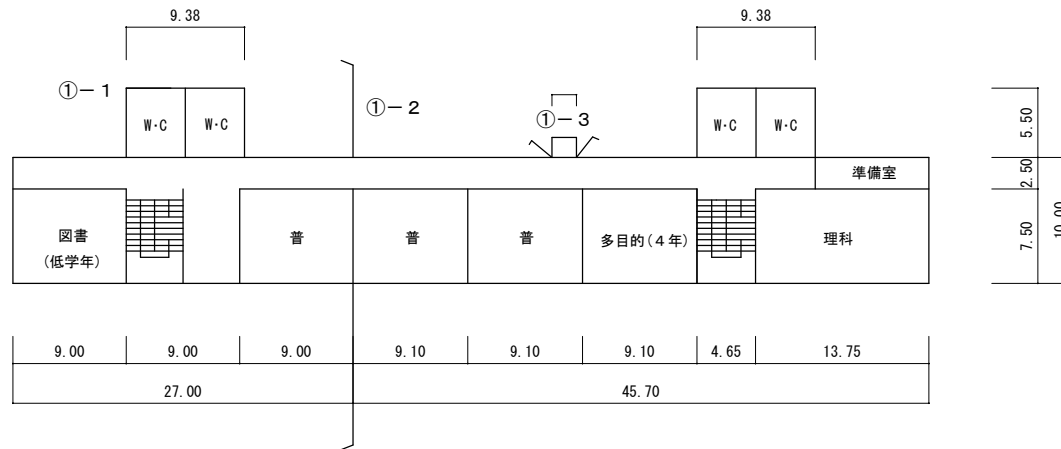 9.38
9.38
①－1
①－2
①－3
W・C
W・C
W・C
W・C
5.50
2.50
7.50
10.00
準備室
図書
(低学年)
普
普
普
多目的(4年)
理科
9.00
9.00
9.00
9.10
9.10
9.10
4.65
13.75
27.00
45.70